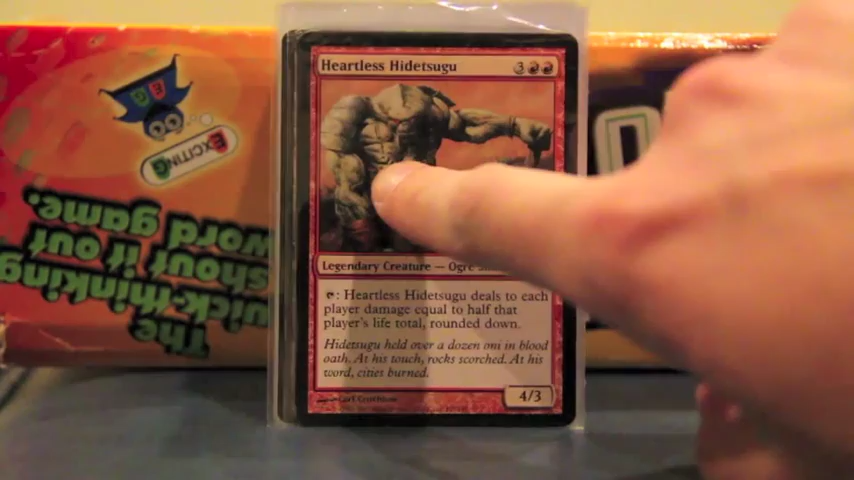 Heartless Hidetsugu 3
Legendary Creature — Ogre
: Heartless Hidetsugu deals to each
player damage equal to half that
player's life total, rounded down.
Hidetsugu held over a dozen oni in blood
oath. At his touch, rocks scorched. At his
word, cities burned.
4/3
EG
EXCITING
The
quick-thinking
shout it out
word game.